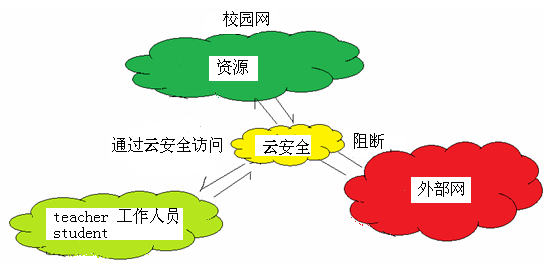 校园网
资源
通过云安全访问
云安全
阻断
外部网
teacher 工作人员
student